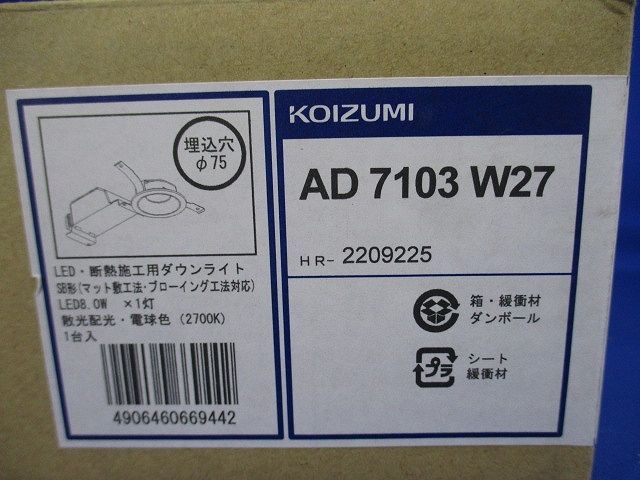 埋込穴
φ75
LED・断熱施工用ダウンライト
SB形(マット敷工法・ブローイング工法対応)
LED8.0W ×1灯
散光配光・電球色 (2700K)
1台入
4906460669442
KOIZUMI
AD 7103 W27
HR- 2209225
箱・緩衝材
ダンボール
プラ
シート
緩衝材